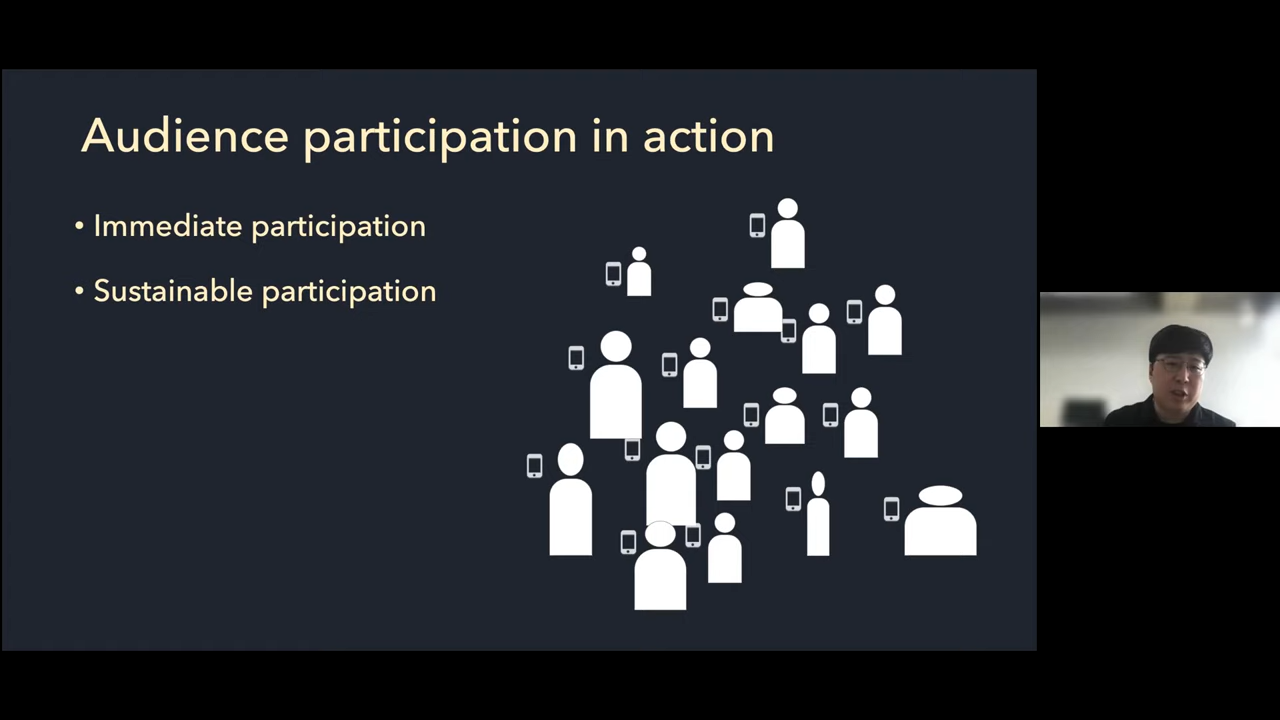 Audience participation in action
• Immediate participation
• Sustainable participation